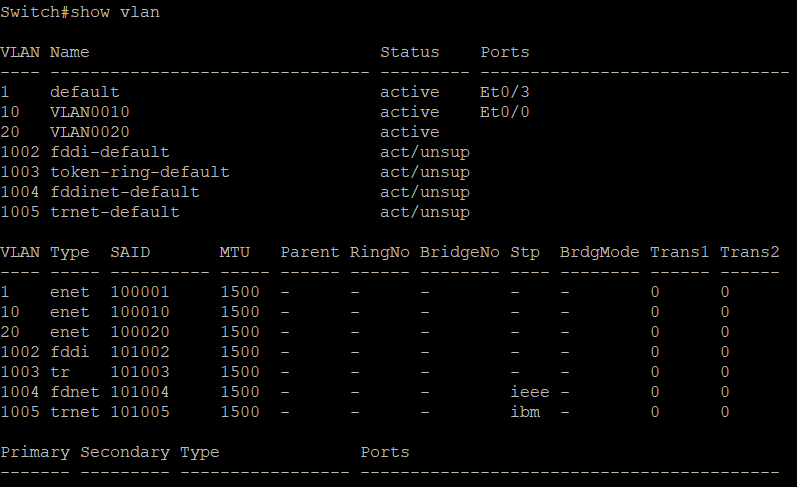 Switch#show vlan

VLAN Name                             Status    Ports
---- -------------------------------- --------- -------------------------------
1    default                          active    Et0/3
10   VLAN0010                         active    Et0/0
20   VLAN0020                         active
1002 fddi-default                     act/unsup
1003 token-ring-default               act/unsup
1004 fddinet-default                  act/unsup
1005 trnet-default                    act/unsup

VLAN Type  SAID       MTU   Parent RingNo BridgeNo Stp  BrdgMode Trans1 Trans2
---- ----- ---------- ----- ------ ------ -------- ---- -------- ------ ------
1    enet  100001     1500  -      -      -        -    -        0      0
10   enet  100010     1500  -      -      -        -    -        0      0
20   enet  100020     1500  -      -      -        -    -        0      0
1002 fddi  101002     1500  -      -      -        -    -        0      0
1003 tr    101003     1500  -      -      -        -    -        0      0
1004 fdnet 101004     1500  -      -      -        ieee -        0      0
1005 trnet 101005     1500  -      -      -        ibm  -        0      0

Primary Secondary Type              Ports
------- --------- ----------------- ------------------------------------------